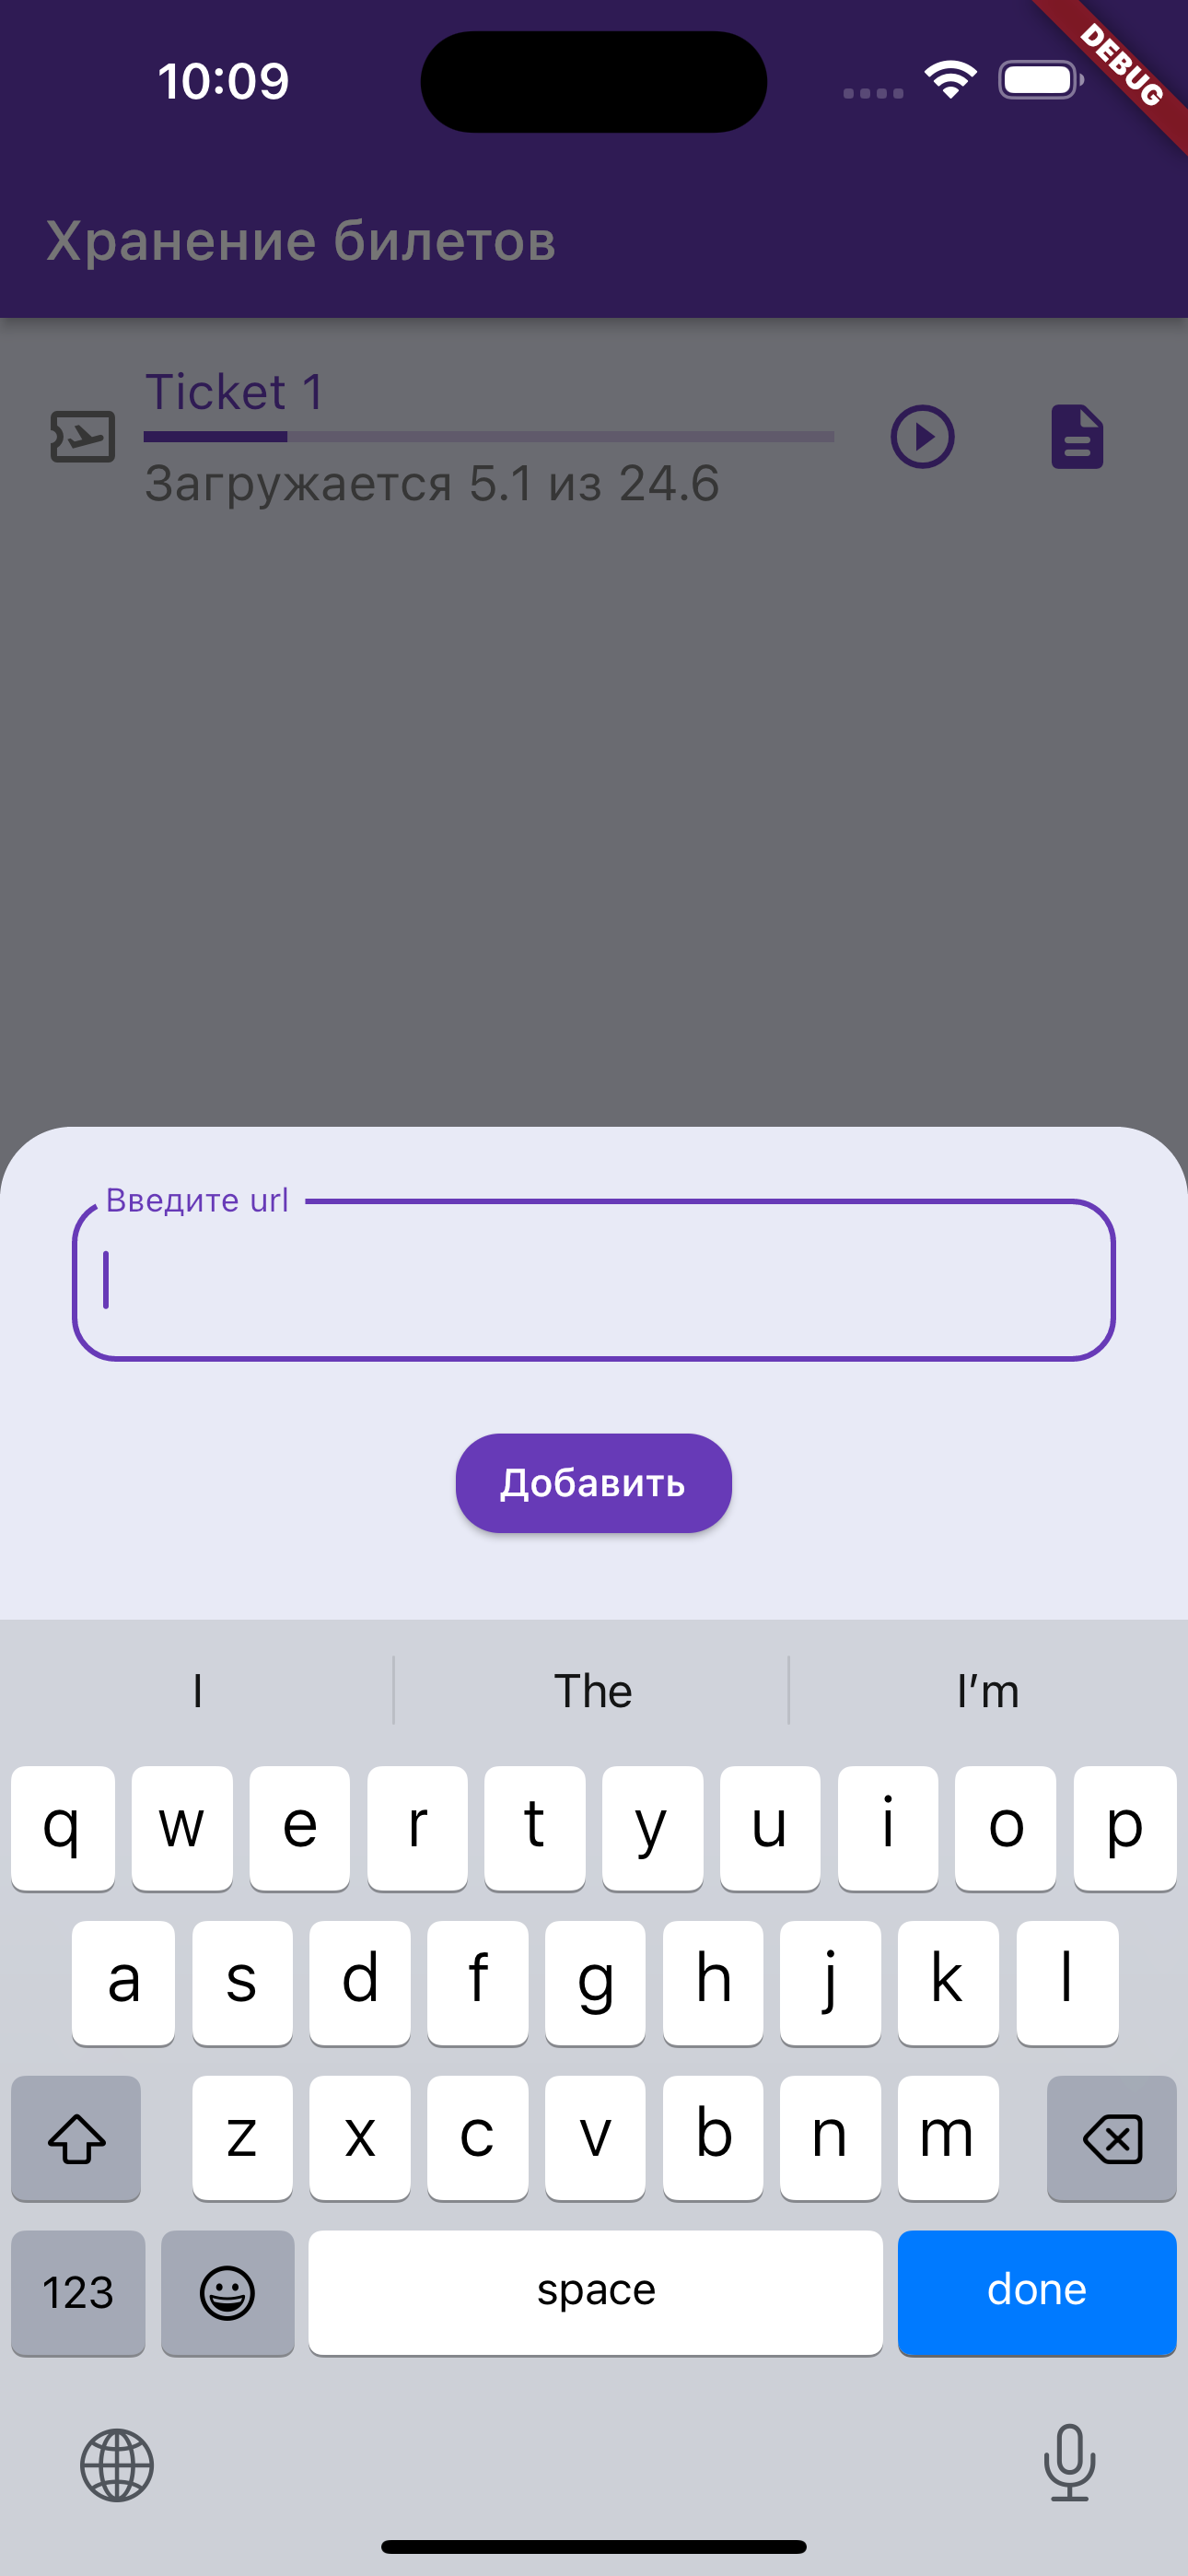 10:09
DEBUG
Хранение билетов
Ticket 1
Загружается 5.1 из 24.6
Введите url
Добавить
I The I’m
q w e r t y u i o p
a s d f g h j k l
z x c v b n m
123 space done